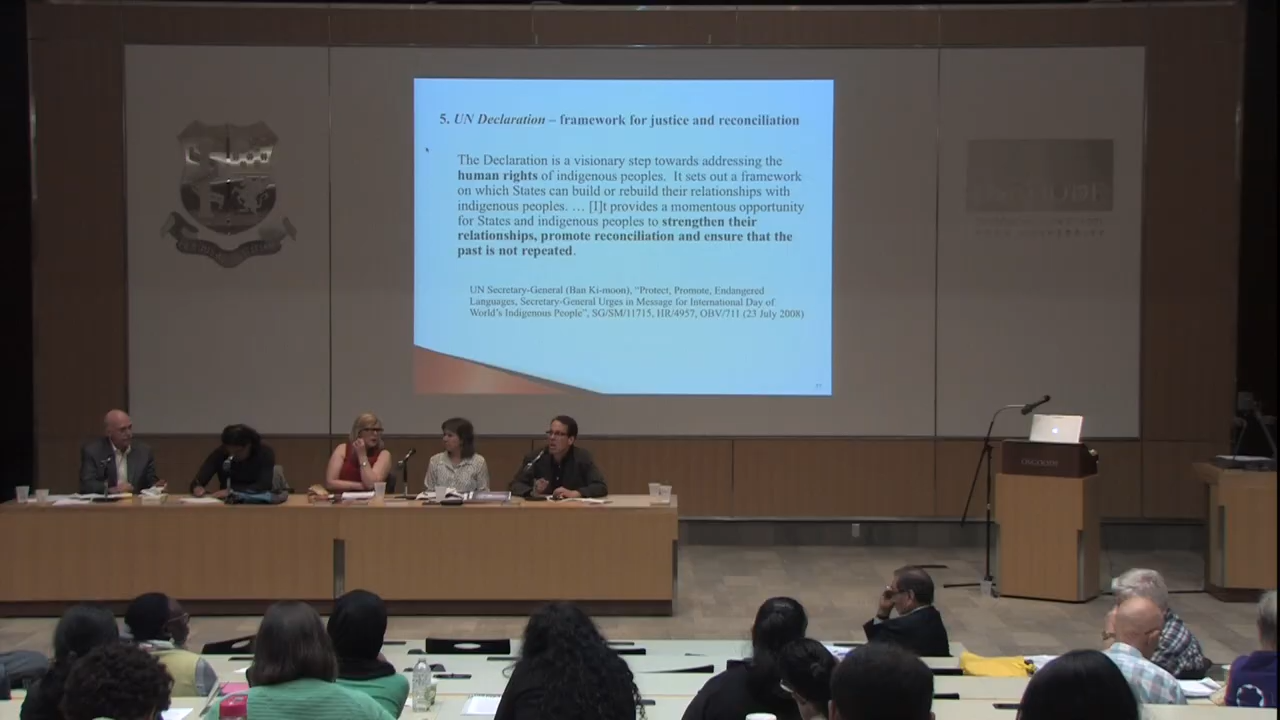 5. UN Declaration – framework for justice and reconciliation
The Declaration is a visionary step towards addressing the
human rights of indigenous peoples. It sets out a framework
on which States can build or rebuild their relationships with
indigenous peoples. … [I]t provides a momentous opportunity
for States and indigenous peoples to strengthen their
relationships, promote reconciliation and ensure that the
past is not repeated.
UN Secretary-General (Ban Ki-moon), “Protect, Promote, Endangered
Languages, Secretary-General Urges in Message for International Day of
World’s Indigenous People”, SG/SM/11715, HR/4957, OBV/711 (23 July 2008)
OSGOODE